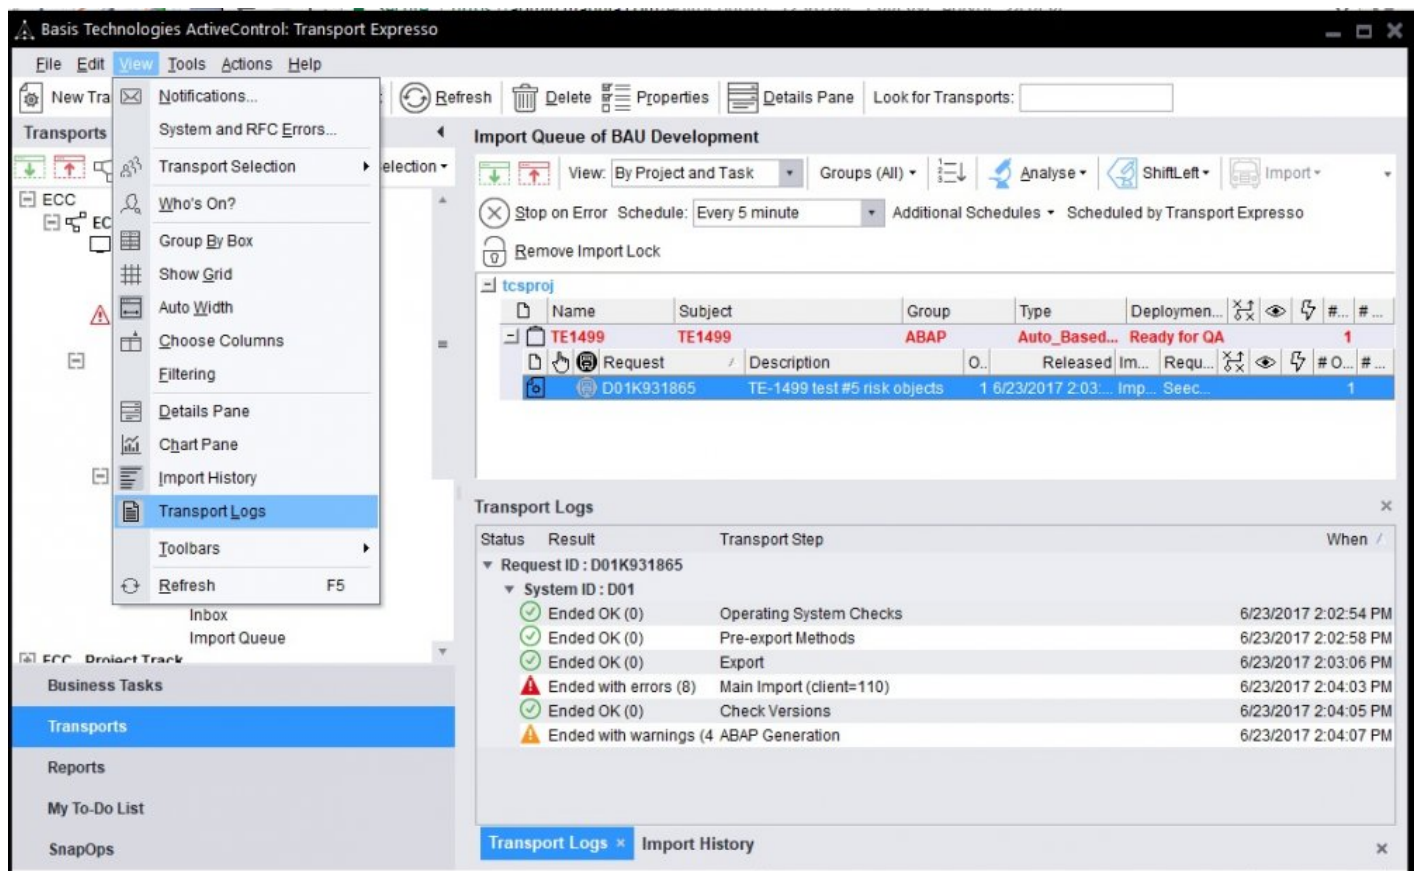 Basis Technologies ActiveControl: Transport Expresso
File Edit View Tools Actions Help
New Tra
Refresh Delete Properties Details Pane Look for Transports:
Notifications...
System and RFC Errors...
Transport Selection
Who's On?
Group By Box
Show Grid
Auto Width
Choose Columns
Filtering
Details Pane
Chart Pane
Import History
Transport Logs
Toolbars
Refresh F5
Transports
election
ECC
EC
Inbox
Import Queue
ECC Project Track
Business Tasks
Transports
Reports
My To-Do List
SnapOps
Import Queue of BAU Development
View: By Project and Task Groups (All) Analyse ShiftLeft Import
Stop on Error Schedule: Every 5 minute Additional Schedules Scheduled by Transport Expresso
Remove Import Lock
tcsproj
Name Subject Group Type Deploymen... #... #...
TE1499 TE1499 ABAP Auto_Based... Ready for QA 1
Request / Description O.. Released Im... Requ... # O... # ...
D01K931865 TE-1499 test #5 risk objects 1 6/23/2017 2:03:... Imp... Seec... 1
Transport Logs
Status Result Transport Step When /
Request ID : D01K931865
System ID : D01
Ended OK (0) Operating System Checks 6/23/2017 2:02:54 PM
Ended OK (0) Pre-export Methods 6/23/2017 2:02:58 PM
Ended OK (0) Export 6/23/2017 2:03:06 PM
Ended with errors (8) Main Import (client=110) 6/23/2017 2:04:03 PM
Ended OK (0) Check Versions 6/23/2017 2:04:05 PM
Ended with warnings (4 ABAP Generation 6/23/2017 2:04:07 PM
Transport Logs × Import History